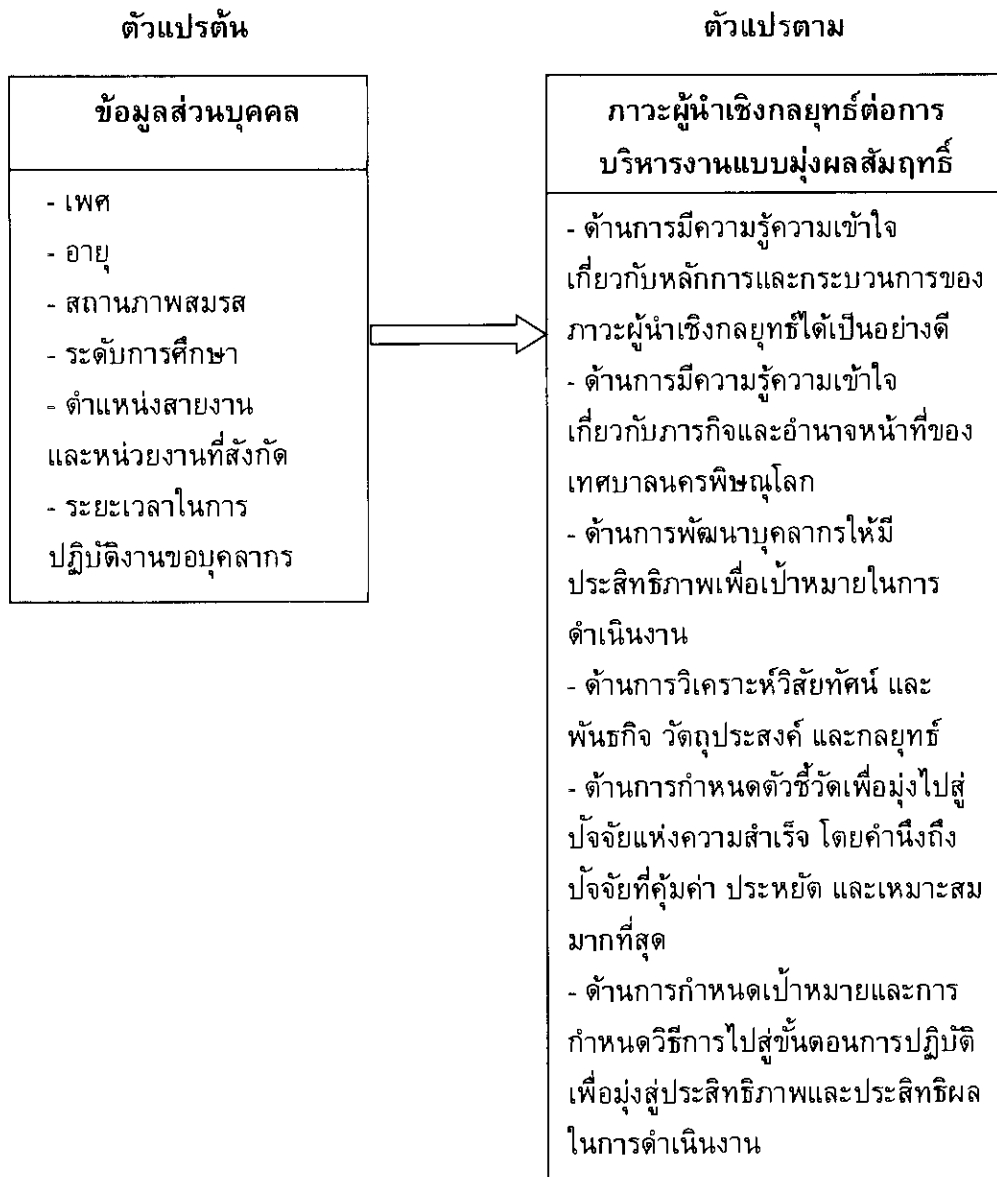 ตัวแปรต้น
ข้อมูลส่วนบุคคล
- เพศ
- อายุ
- สถานภาพสมรส
- ระดับการศึกษา
- ตำแหน่งสายงาน
และหน่วยงานที่สังกัด
- ระยะเวลาในการ
ปฏิบัติงานขอบุคลากร
ตัวแปรตาม
ภาวะผู้นำเชิงกลยุทธ์ต่อการ
บริหารงานแบบมุ่งผลสัมฤทธิ์
- ด้านการมีความรู้ความเข้าใจ
เกี่ยวกับหลักการและกระบวนการของ
ภาวะผู้นำเชิงกลยุทธ์ได้เป็นอย่างดี
- ด้านการมีความรู้ความเข้าใจ
เกี่ยวกับภารกิจและอำนาจหน้าที่ของ
เทศบาลนครพิษณุโลก
- ด้านการพัฒนาบุคลากรให้มี
ประสิทธิภาพเพื่อเป้าหมายในการ
ดำเนินงาน
- ด้านการวิเคราะห์วิสัยทัศน์ และ
พันธกิจ วัตถุประสงค์ และกลยุทธ์
- ด้านการกำหนดตัวชี้วัดเพื่อมุ่งไปสู่
ปัจจัยแห่งความสำเร็จ โดยคำนึงถึง
ปัจจัยที่คุ้มค่า ประหยัด และเหมาะสม
มากที่สุด
- ด้านการกำหนดเป้าหมายและการ
กำหนดวิธีการไปสู่ขั้นตอนการปฏิบัติ
เพื่อมุ่งสู่ประสิทธิภาพและประสิทธิผล
ในการดำเนินงาน